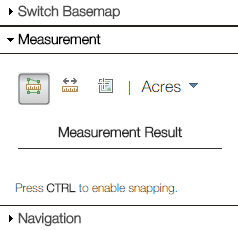 Switch Basemap
Measurement
| Acres
Measurement Result
Press CTRL to enable snapping.
Navigation